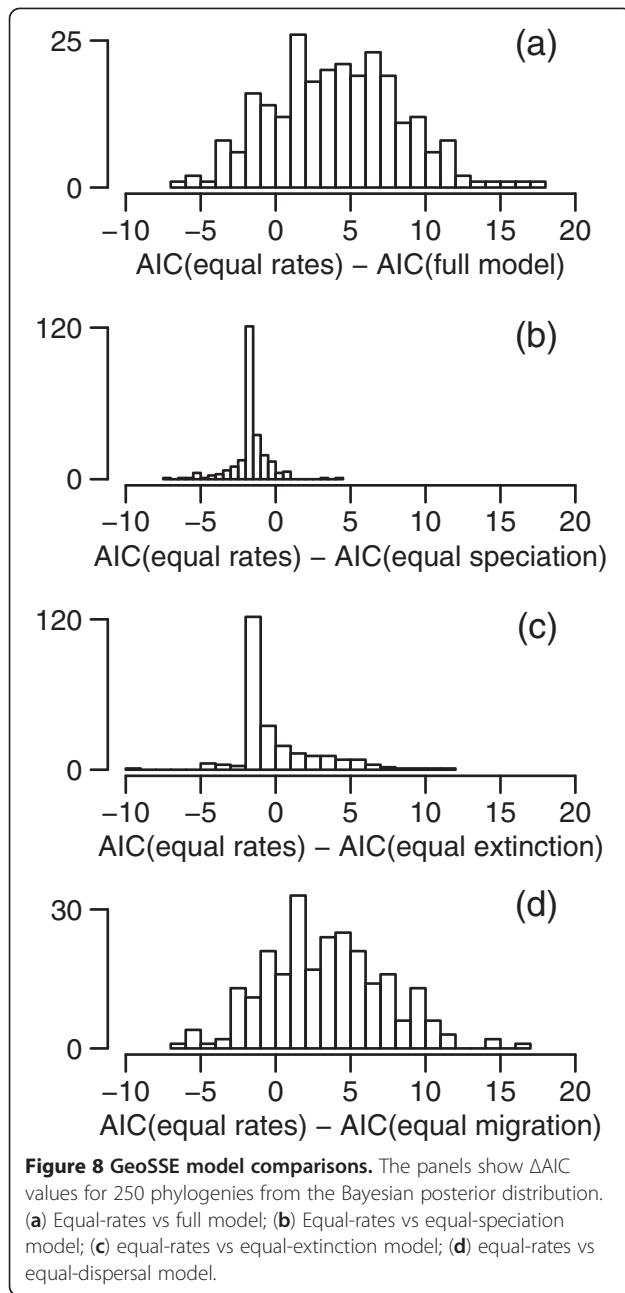 25
(a)
0
−10 −5 0 5 10 15 20
AIC(equal rates) − AIC(full model)
120
(b)
0
−10 −5 0 5 10 15 20
AIC(equal rates) − AIC(equal speciation)
120
(c)
0
−10 −5 0 5 10 15 20
AIC(equal rates) − AIC(equal extinction)
30
(d)
0
−10 −5 0 5 10 15 20
AIC(equal rates) − AIC(equal migration)
Figure 8 GeoSSE model comparisons. The panels show ΔAIC
values for 250 phylogenies from the Bayesian posterior distribution.
(a) Equal-rates vs full model; (b) Equal-rates vs equal-speciation
model; (c) equal-rates vs equal-extinction model; (d) equal-rates vs
equal-dispersal model.